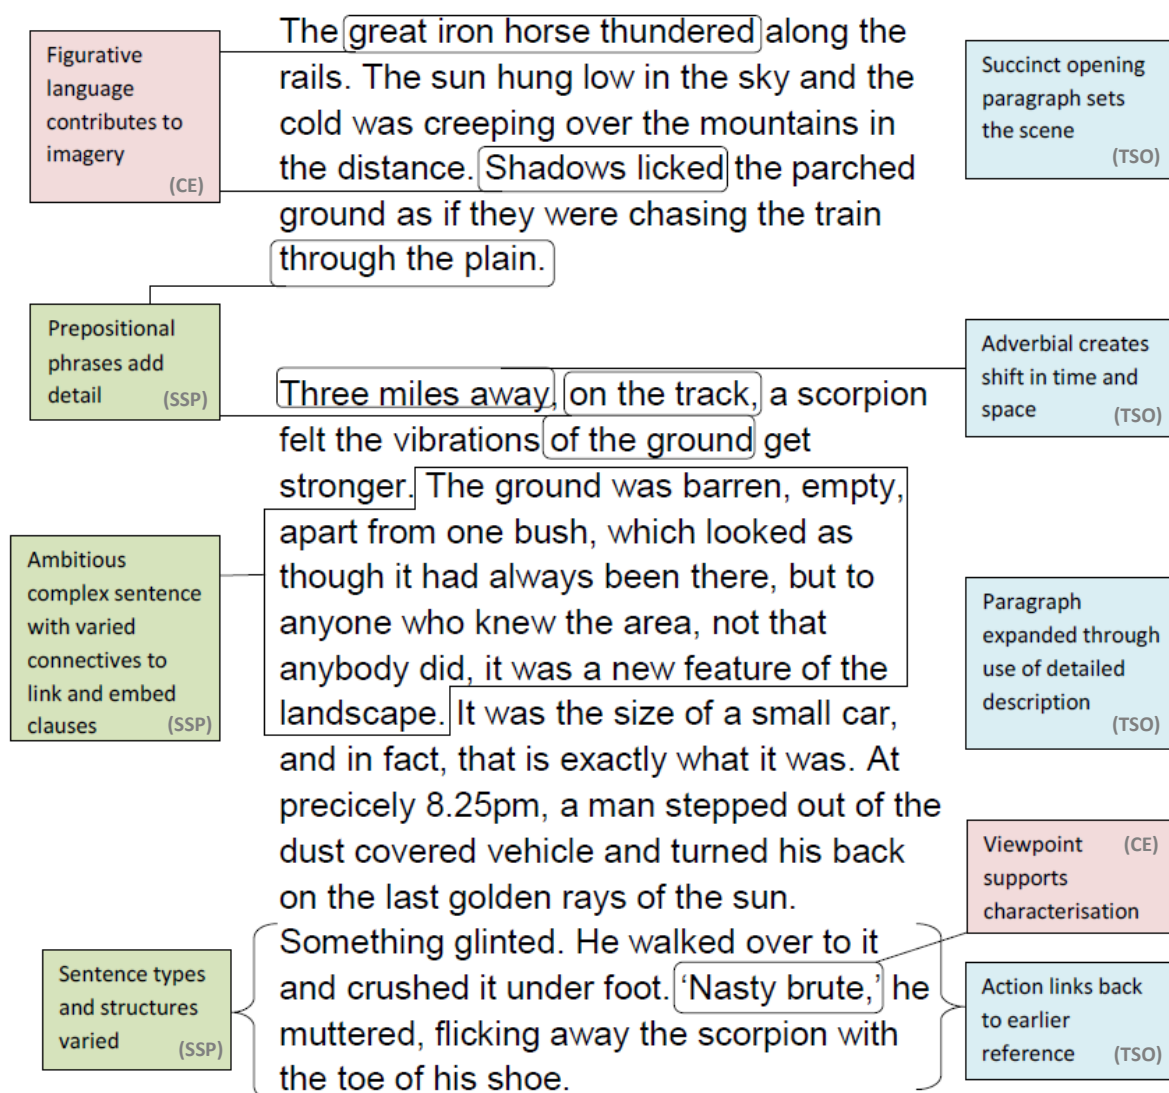 Figurative
language
contributes to
imagery
(CE)
Prepositional
phrases add
detail (SSP)
Ambitious
complex sentence
with varied
connectives to
link and embed
clauses (SSP)
Sentence types
and structures
varied
(SSP)
The great iron horse thundered along the
rails. The sun hung low in the sky and the
cold was creeping over the mountains in
the distance. Shadows licked the parched
ground as if they were chasing the train
through the plain.
Three miles away, on the track, a scorpion
felt the vibrations of the ground get
stronger. The ground was barren, empty,
apart from one bush, which looked as
though it had always been there, but to
anyone who knew the area, not that
anybody did, it was a new feature of the
landscape. It was the size of a small car,
and in fact, that is exactly what it was. At
precicely 8.25pm, a man stepped out of the
dust covered vehicle and turned his back
on the last golden rays of the sun.
Something glinted. He walked over to it
and crushed it under foot. ‘Nasty brute,’ he
muttered, flicking away the scorpion with
the toe of his shoe.
Succinct opening
paragraph sets
the scene
(TSO)
Adverbial creates
shift in time and
space (TSO)
Paragraph
expanded through
use of detailed
description
(TSO)
Viewpoint (CE)
supports
characterisation
Action links back
to earlier
reference (TSO)